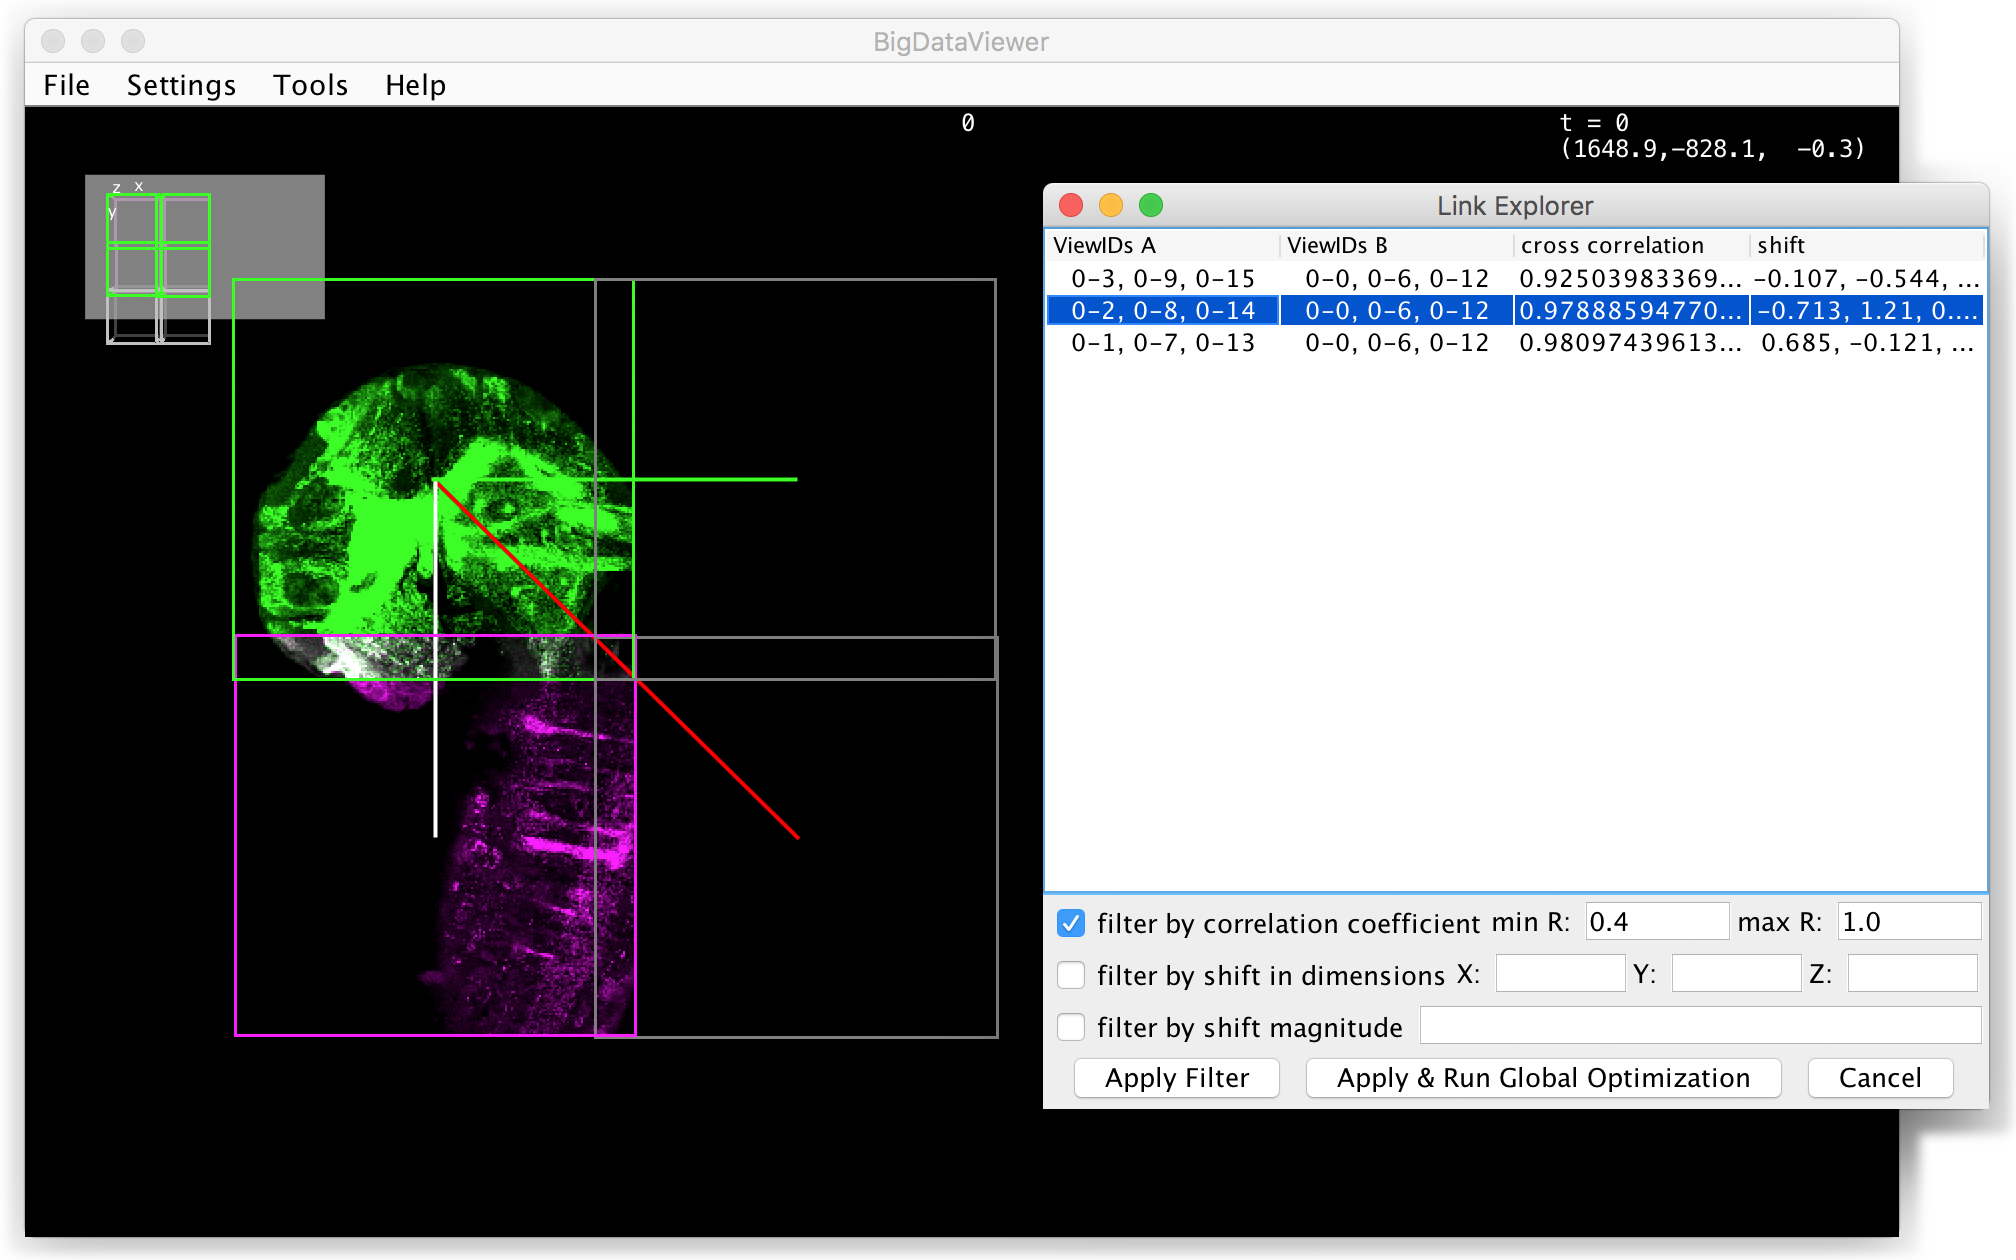 BigDataViewer
File Settings Tools Help
0
t = 0
(1648.9,-828.1, -0.3)
z x
y
Link Explorer
ViewIDs A ViewIDs B cross correlation shift
0-3, 0-9, 0-15 0-0, 0-6, 0-12 0.92503983369... -0.107, -0.544, ...
0-2, 0-8, 0-14 0-0, 0-6, 0-12 0.97888594770... -0.713, 1.21, 0....
0-1, 0-7, 0-13 0-0, 0-6, 0-12 0.98097439613... 0.685, -0.121, ...
filter by correlation coefficient min R: 0.4 max R: 1.0
filter by shift in dimensions X: Y: Z:
filter by shift magnitude
Apply Filter Apply & Run Global Optimization Cancel